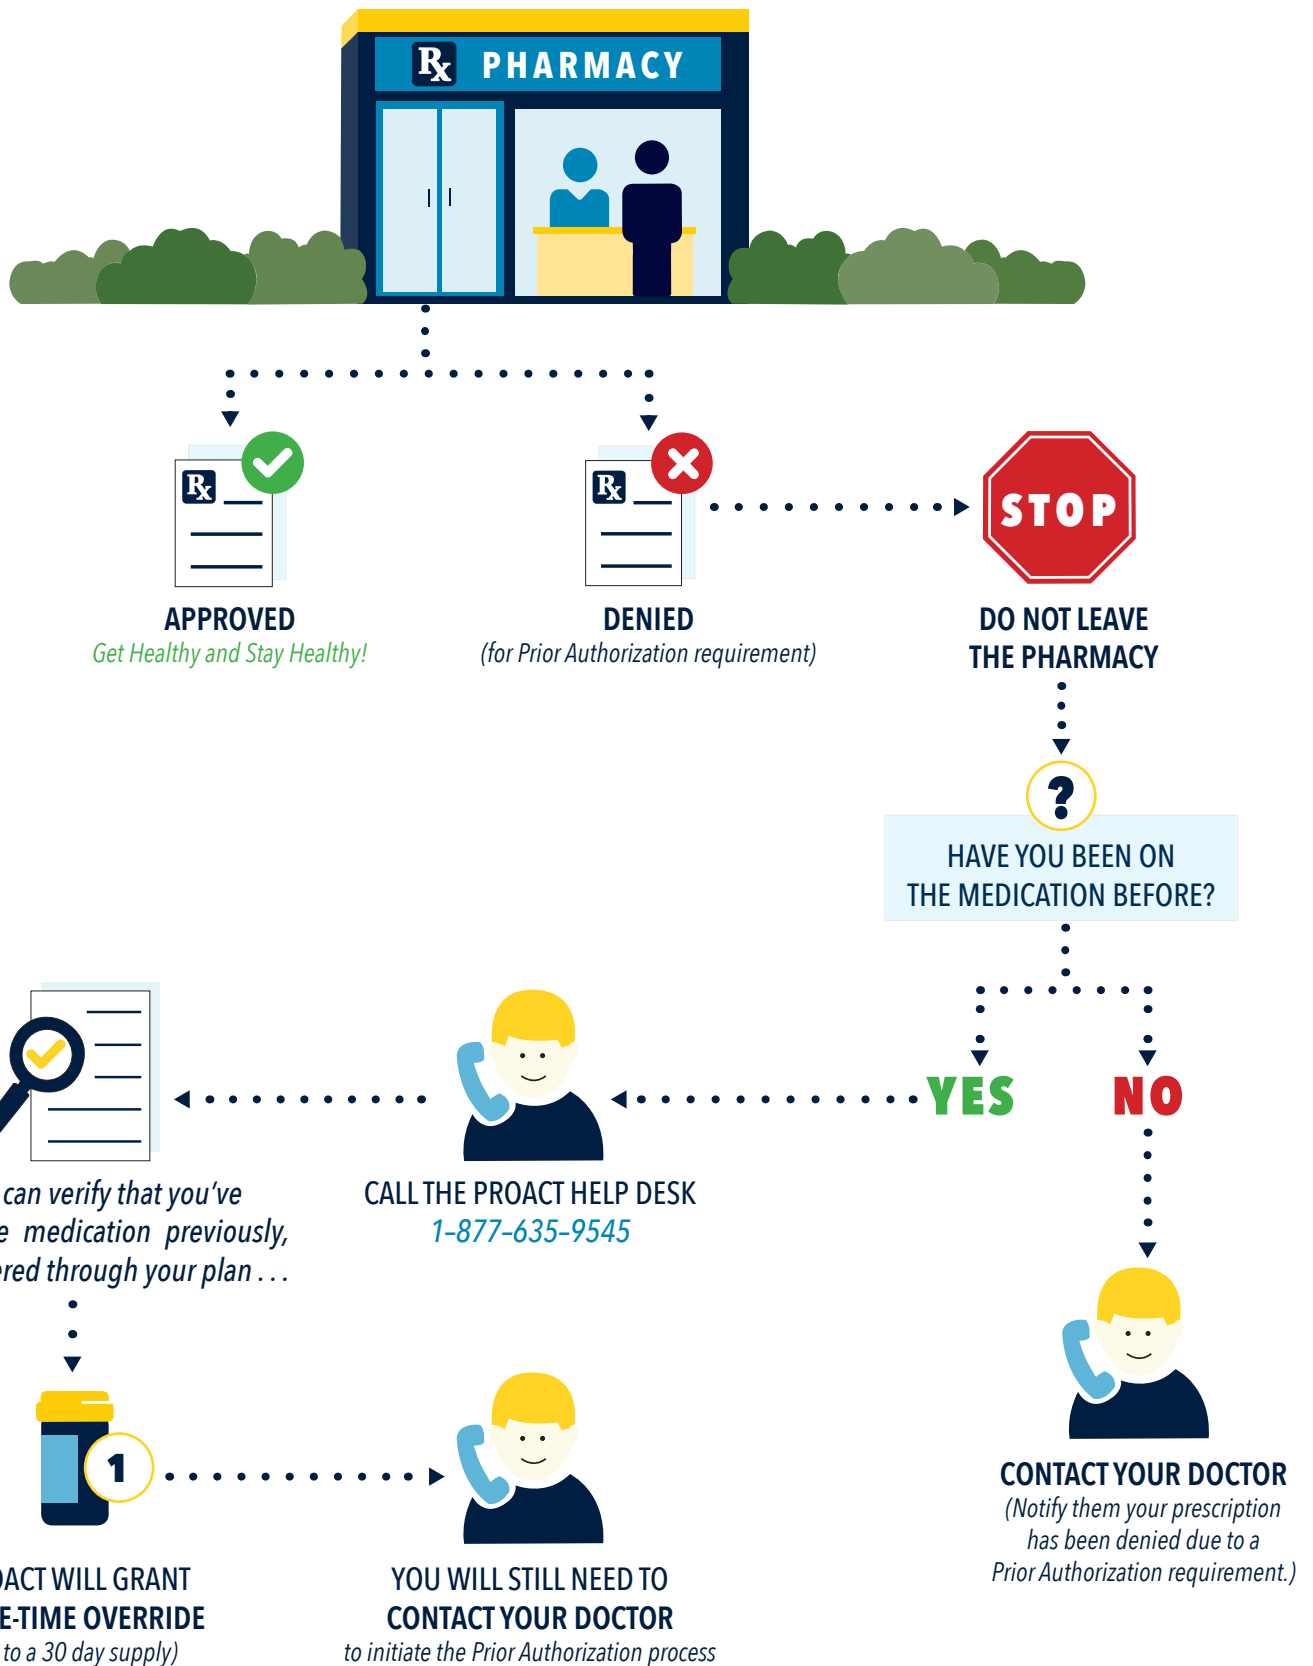 Rx PHARMACY
Rx
Rx
STOP
APPROVED
Get Healthy and Stay Healthy!
DENIED
(for Prior Authorization requirement)
DO NOT LEAVE
THE PHARMACY
?
HAVE YOU BEEN ON
THE MEDICATION BEFORE?
YES
NO
CALL THE PROACT HELP DESK
1-877-635-9545
can verify that you've
medication previously,
through your plan . . .
1
WILL GRANT
OVERRIDE
to a 30 day supply)
YOU WILL STILL NEED TO
CONTACT YOUR DOCTOR
to initiate the Prior Authorization process
CONTACT YOUR DOCTOR
(Notify them your prescription
has been denied due to a
Prior Authorization requirement.)